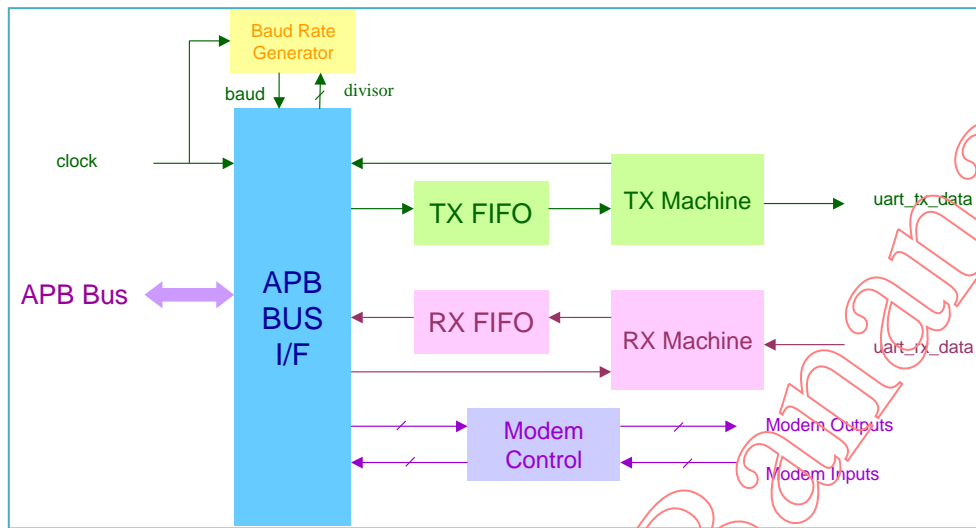 Baud Rate
Generator
baud
divisor
clock
TX FIFO
TX Machine
uart_tx_data
APB Bus
APB
BUS
I/F
RX FIFO
RX Machine
uart_rx_data
Modem
Control
Modem Outputs
Modem Inputs
Banana